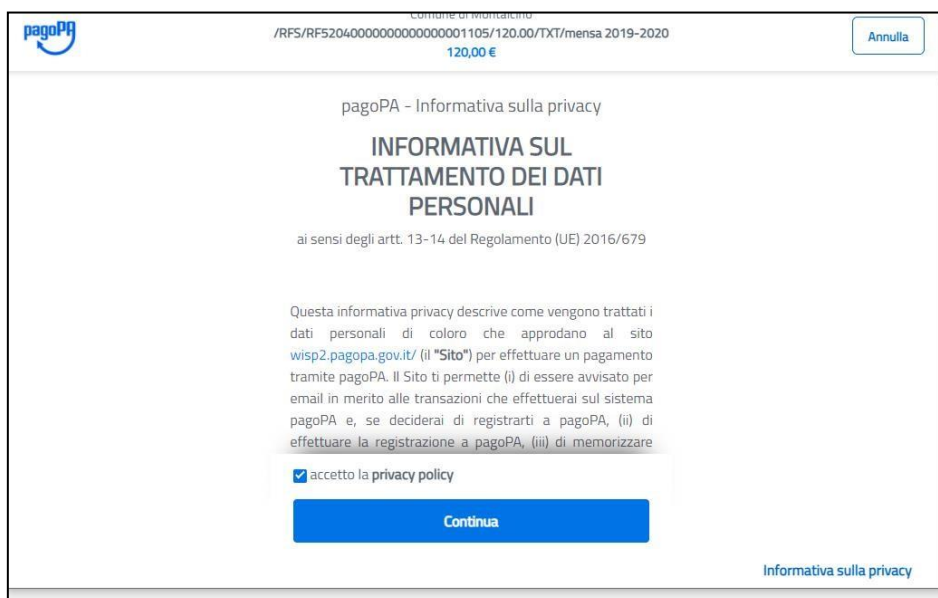 pagoPA
Comune di Montalcino
/RFS/RF52040000000000000001105/120.00/TXT/mensa 2019-2020
120,00 €
Annulla
pagoPA - Informativa sulla privacy
INFORMATIVA SUL
TRATTAMENTO DEI DATI
PERSONALI
ai sensi degli artt. 13-14 del Regolamento (UE) 2016/679
Questa informativa privacy descrive come vengono trattati i
dati personali di coloro che approdano al sito
wisp2.pagopa.gov.it/ (il "Sito") per effettuare un pagamento
tramite pagoPA. Il Sito ti permette (i) di essere avvisato per
email in merito alle transazioni che effettuerai sul sistema
pagoPA e, se deciderai di registrarti a pagoPA, (ii) di
effettuare la registrazione a pagoPA, (iii) di memorizzare
accetto la privacy policy
Continua
Informativa sulla privacy